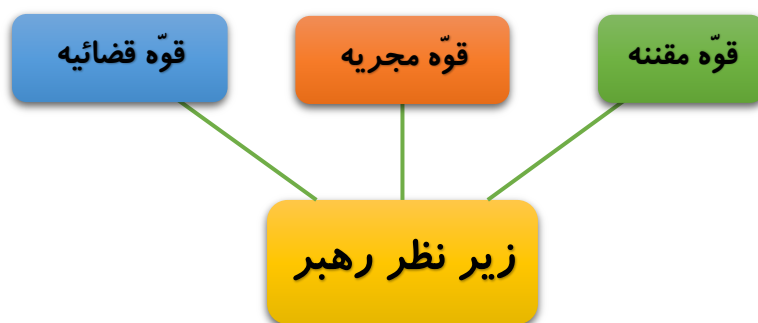 قوّه مقننه
قوّه مجریه
قوّه قضائیه
زیر نظر رهبر